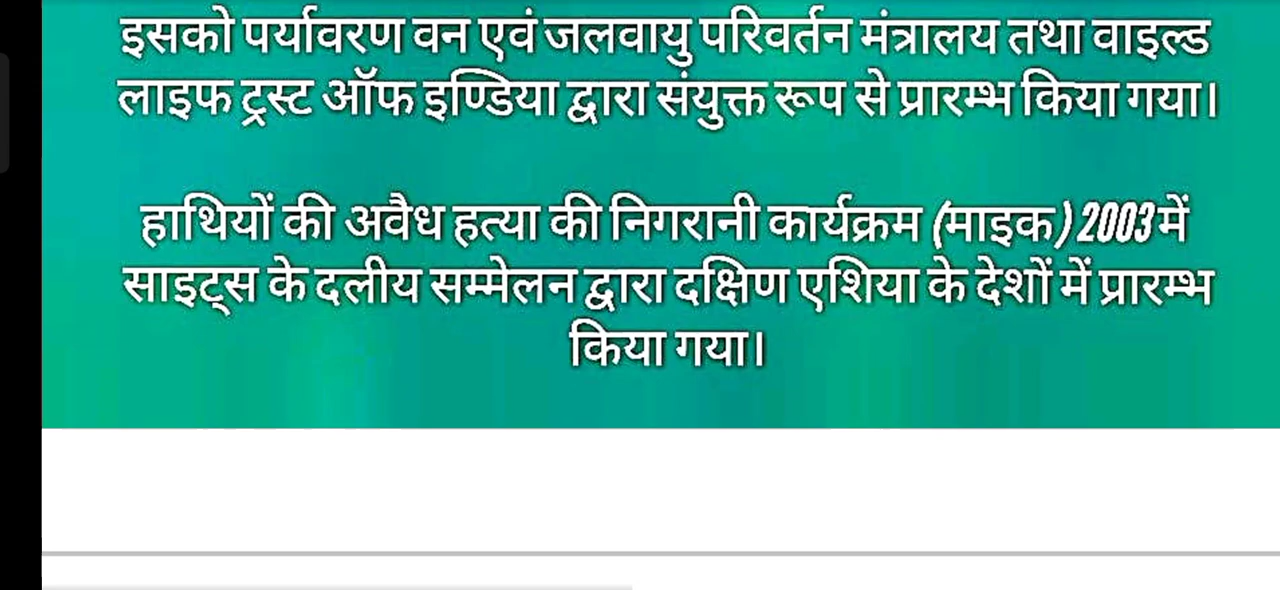 इसको पर्यावरण वन एवं जलवायु परिवर्तन मंत्रालय तथा वाइल्ड
लाइफ ट्रस्ट ऑफ इण्डिया द्वारा संयुक्त रूप से प्रारम्भ किया गया।
हाथियों की अवैध हत्या की निगरानी कार्यक्रम (माइक) 2003 में
साइट्स के दलीय सम्मेलन द्वारा दक्षिण एशिया के देशों में प्रारम्भ
किया गया।